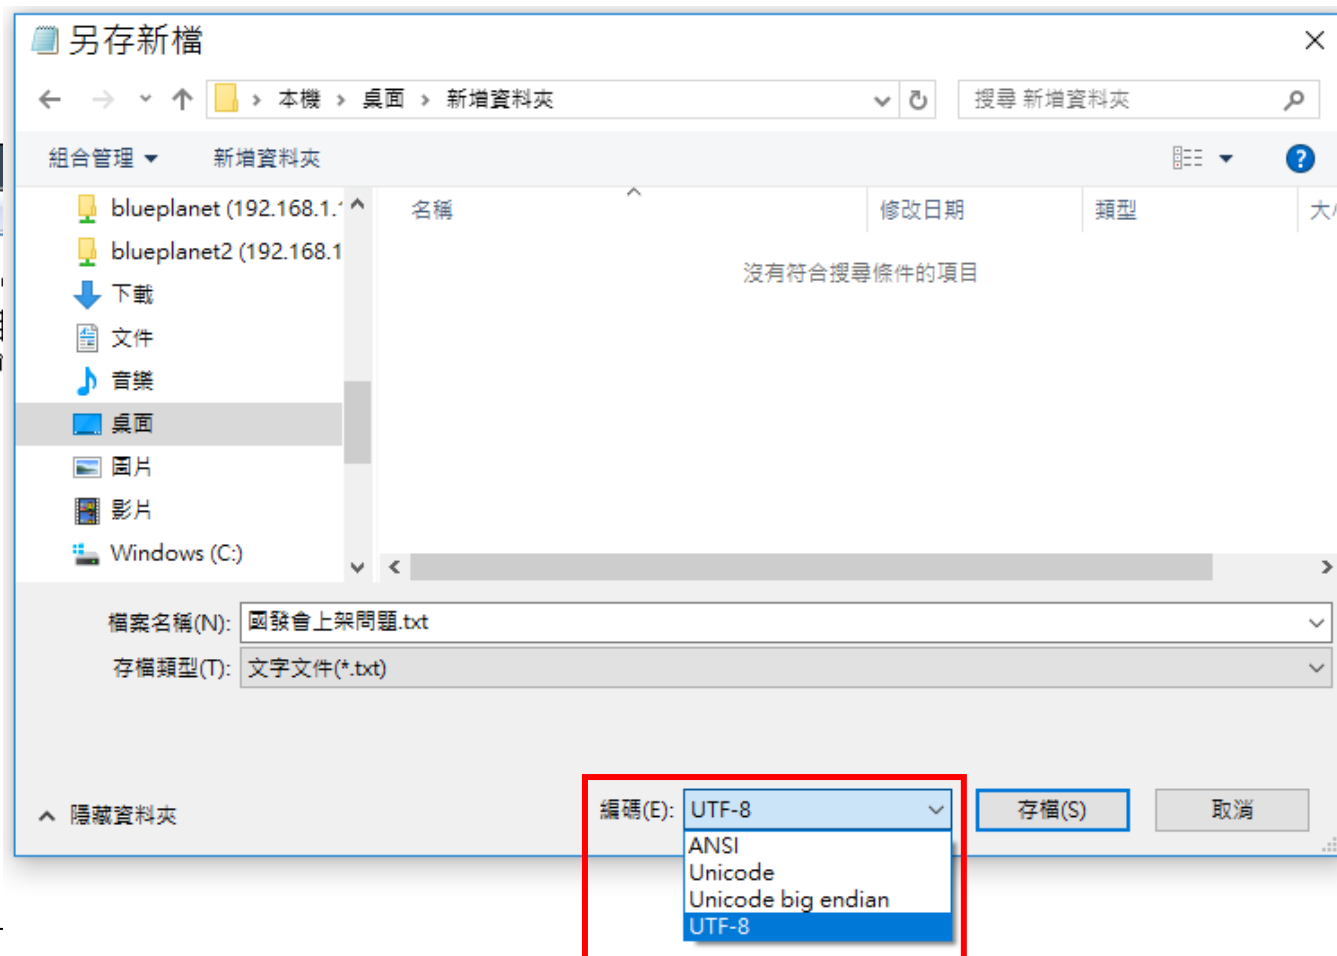 另存新檔
本機 › 桌面 › 新增資料夾
搜尋 新增資料夾
組合管理 新增資料夾
blueplanet (192.168.1.
名稱 修改日期 類型
blueplanet2 (192.168.1
沒有符合搜尋條件的項目
下載
文件
音樂
桌面
圖片
影片
Windows (C:)
檔案名稱(N): 國發會上架問題.txt
存檔類型(T): 文字文件(*.txt)
隱藏資料夾
編碼(E): UTF-8 存檔(S) 取消
ANSI
Unicode
Unicode big endian
UTF-8